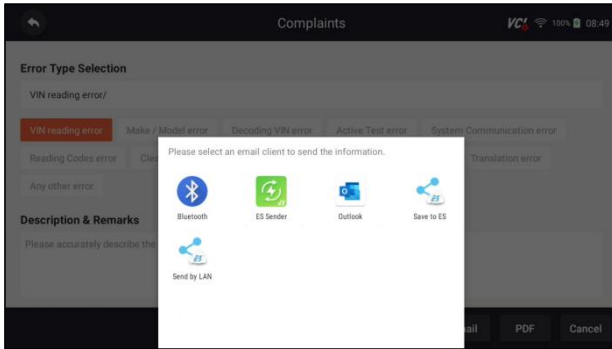 Complaints
VCI 100% 08:49
Error Type Selection
VIN reading error/
VIN reading error Make / Model error Decoding VIN error Active Test error System Communication error
Reading Codes error Translation error
Any other error
Please select an email client to send the information.
Bluetooth ES Sender Outlook Save to ES
Send by LAN
Description & Remarks
Please accurately describe the
PDF Cancel